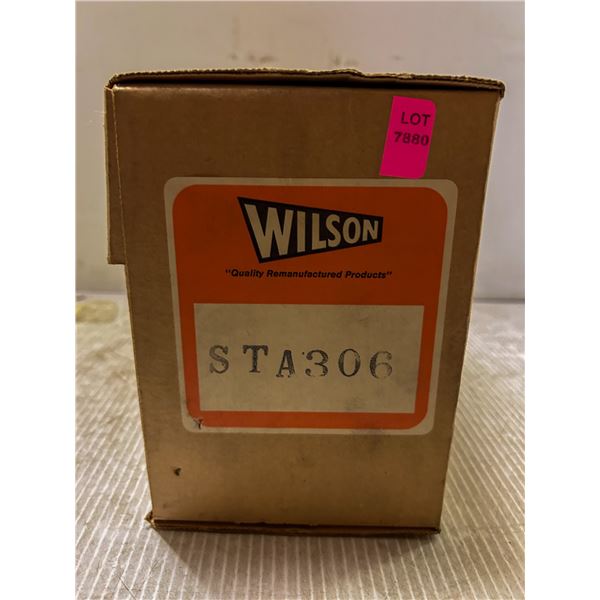 LOT
7880
WILSON
"Quality Remanufactured Products"
STA306